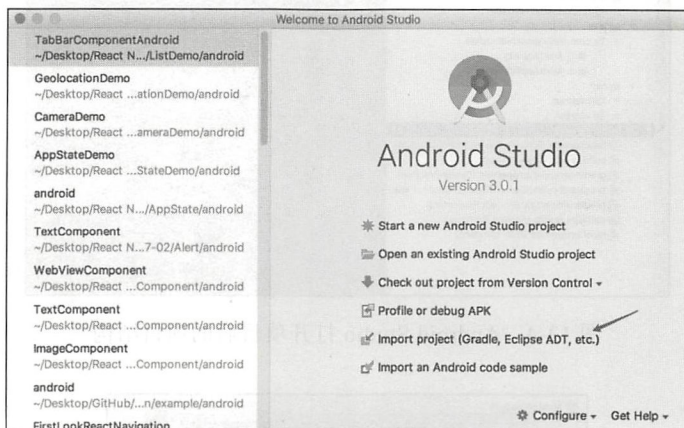 Welcome to Android Studio
TabBarComponentAndroid
~/Desktop/React N.../ListDemo/android
GeolocationDemo
~/Desktop/React ...ationDemo/android
CameraDemo
~/Desktop/React ...ameraDemo/android
AppStateDemo
~/Desktop/React ...StateDemo/android
android
~/Desktop/React N.../AppState/android
TextComponent
~/Desktop/React N...7-02/Alert/android
WebViewComponent
~/Desktop/React ...Component/android
TextComponent
~/Desktop/React ...Component/android
ImageComponent
~/Desktop/React ...Component/android
android
~/Desktop/GitHub/...n/example/android
FirstLookReactNavigation
Android Studio
Version 3.0.1
Start a new Android Studio project
Open an existing Android Studio project
Check out project from Version Control
Profile or debug APK
Import project (Gradle, Eclipse ADT, etc.)
Import an Android code sample
Configure Get Help